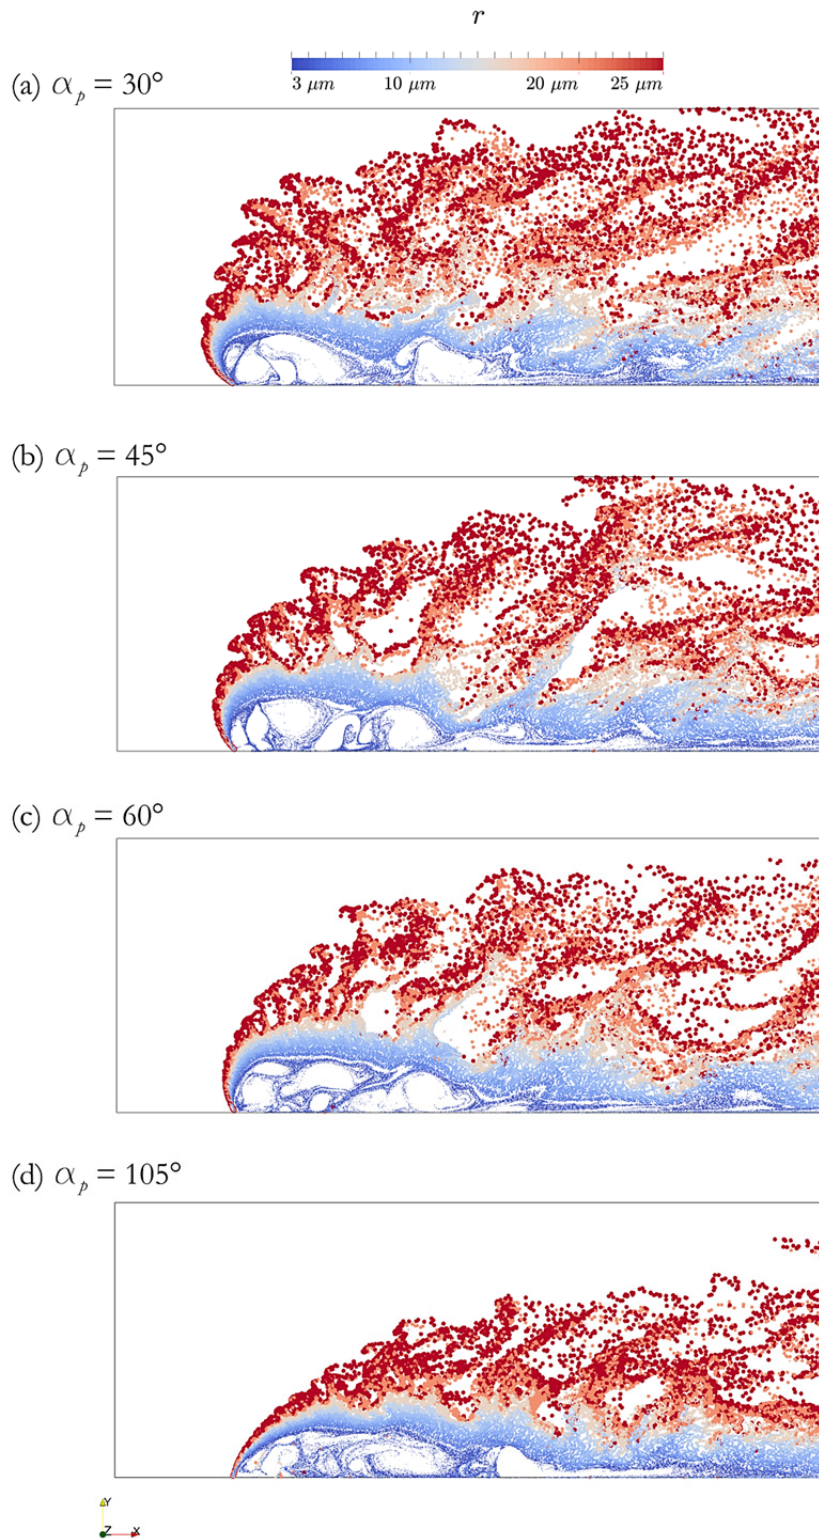 r
3 μm 10 μm 20 μm 25 μm
(a) α_p = 30°
(b) α_p = 45°
(c) α_p = 60°
(d) α_p = 105°
Y
Z X